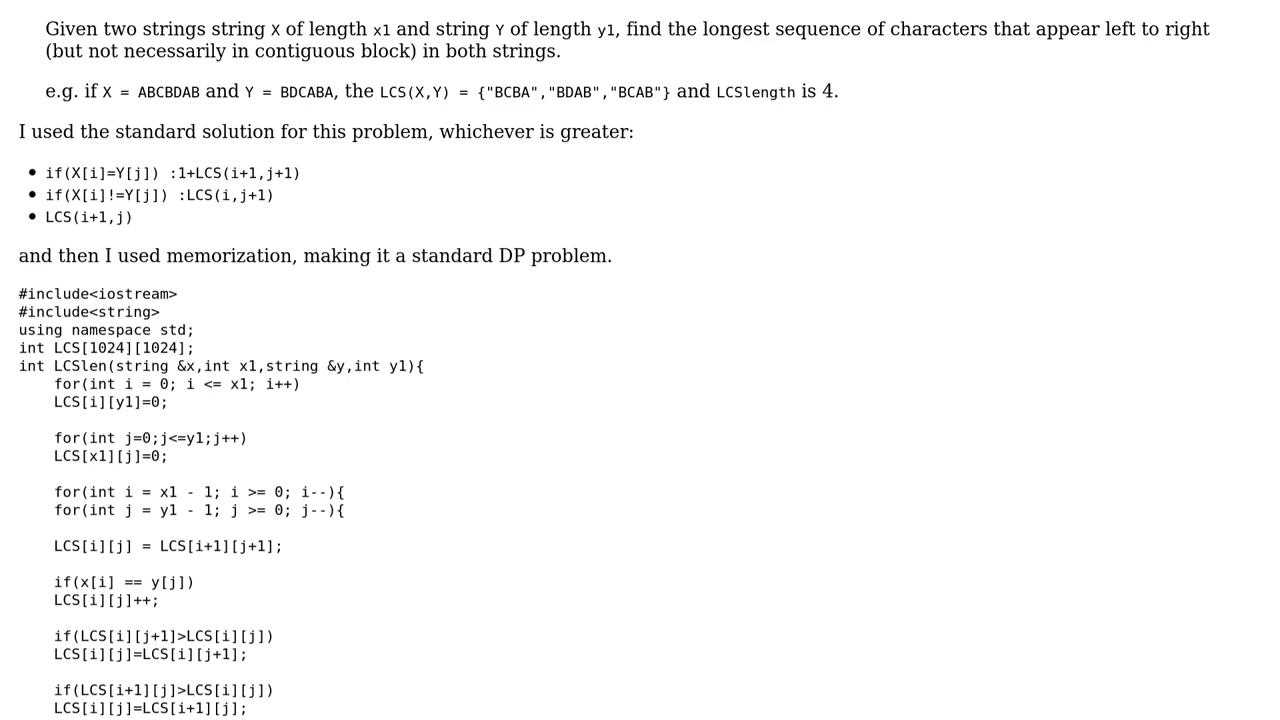 Given two strings string X of length x1 and string Y of length y1, find the longest sequence of characters that appear left to right
(but not necessarily in contiguous block) in both strings.
e.g. if X = ABCBDAB and Y = BDCABA, the LCS(X,Y) = {"BCBA","BDAB","BCAB"} and LCSlength is 4.
I used the standard solution for this problem, whichever is greater:
• if(X[i]=Y[j]) :1+LCS(i+1,j+1)
• if(X[i]!=Y[j]) :LCS(i,j+1)
• LCS(i+1,j)
and then I used memorization, making it a standard DP problem.
#include<iostream>
#include<string>
using namespace std;
int LCS[1024][1024];
int LCSlen(string &x,int x1,string &y,int y1){
    for(int i = 0; i <= x1; i++)
    LCS[i][y1]=0;
    for(int j=0;j<=y1;j++)
    LCS[x1][j]=0;
    for(int i = x1 - 1; i >= 0; i--){
    for(int j = y1 - 1; j >= 0; j--){
    LCS[i][j] = LCS[i+1][j+1];
    if(x[i] == y[j])
    LCS[i][j]++;
    if(LCS[i][j+1]>LCS[i][j])
    LCS[i][j]=LCS[i][j+1];
    if(LCS[i+1][j]>LCS[i][j])
    LCS[i][j]=LCS[i+1][j];